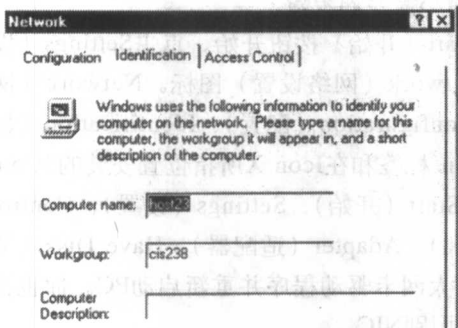 Network
Configuration Identification Access Control
Windows uses the following information to identify your
computer on the network. Please type a name for this
computer, the workgroup it will appear in, and a short
description of the computer.
Computer name: host23
Workgroup: cis238
Computer
Description: